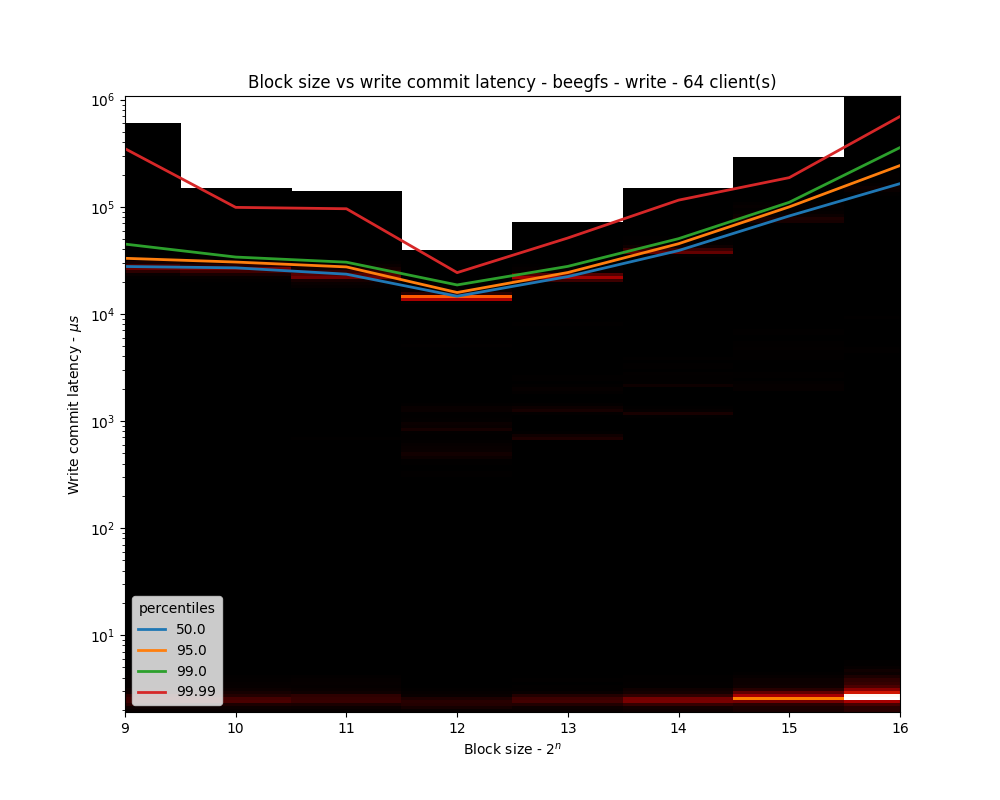 Block size vs write commit latency - beegfs - write - 64 client(s)
Write commit latency - μs
10⁶
10⁵
10⁴
10³
10²
10¹
percentiles
50.0
95.0
99.0
99.99
9 10 11 12 13 14 15 16
Block size - 2ⁿ